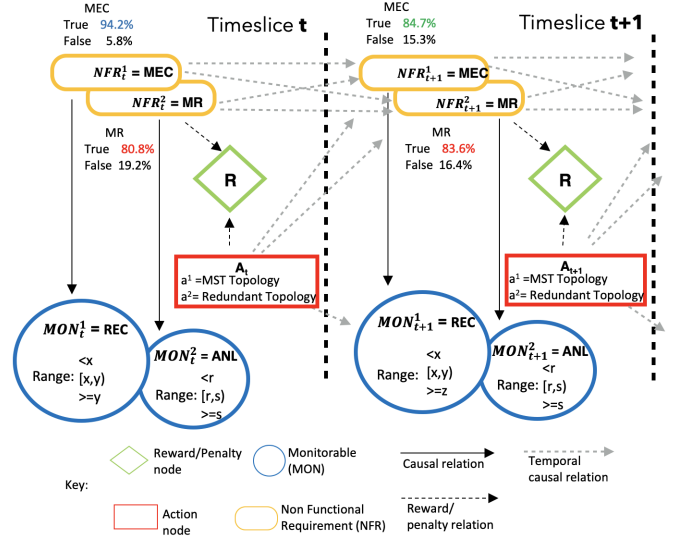 MEC
True 94.2%
False 5.8%
Timeslice t
MEC
True 84.7%
False 15.3%
Timeslice t+1
NFR¹ₜ = MEC
NFR²ₜ = MR
NFR¹ₜ₊₁ = MEC
NFR²ₜ₊₁ = MR
MR
True 80.8%
False 19.2%
MR
True 83.6%
False 16.4%
R
R
Aₜ
a¹ =MST Topology
a²= Redundant Topology
Aₜ₊₁
a¹ =MST Topology
a²= Redundant Topology
MON¹ₜ = REC
<x
Range: [x,y)
>=y
MON²ₜ = ANL
<r
Range: [r,s)
>=s
MON¹ₜ₊₁ = REC
<x
Range: [x,y)
>=z
MON²ₜ₊₁ = ANL
<r
Range: [r,s)
>=s
Key:
Reward/Penalty
node
Monitorable
(MON)
Causal relation
Temporal
causal relation
Action
node
Non Functional
Requirement (NFR)
Reward/
penalty relation